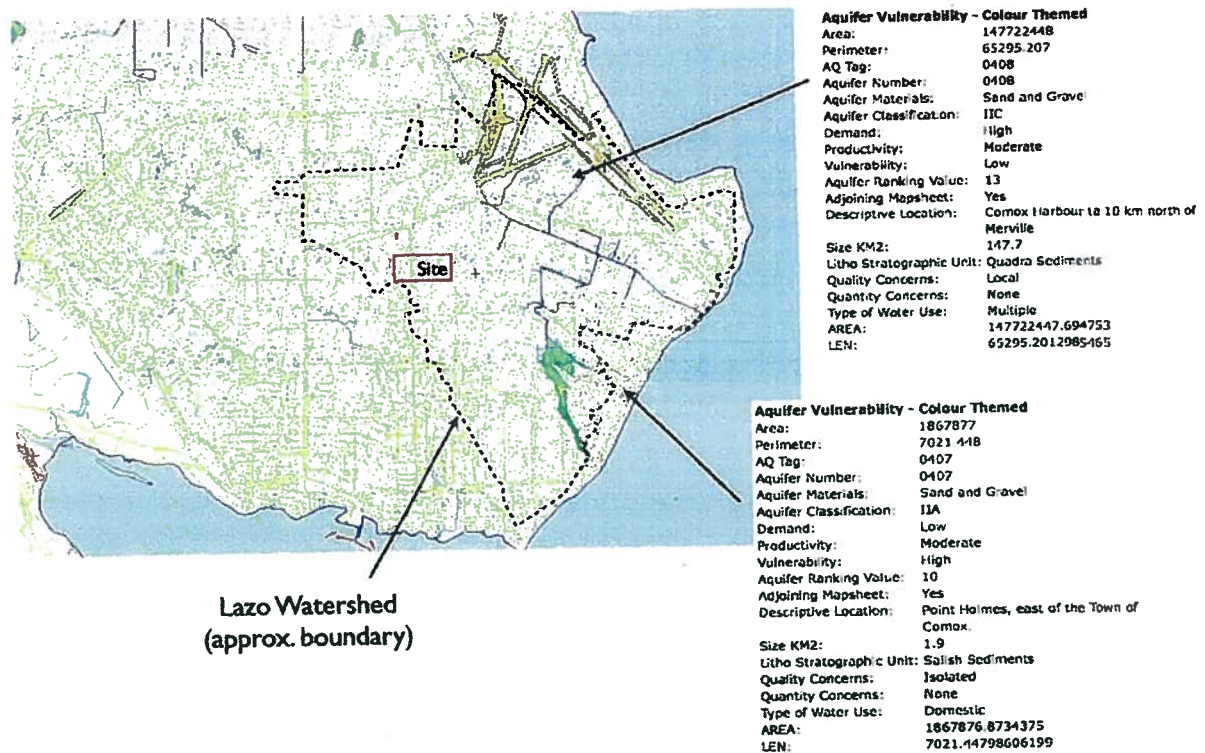 Aquifer Vulnerability - Colour Themed
Area: 147722448
Perimeter: 65295.207
AQ Tag: 0408
Aquifer Number: 0408
Aquifer Materials: Sand and Gravel
Aquifer Classification: IIC
Demand: High
Productivity: Moderate
Vulnerability: Low
Aquifer Ranking Value: 13
Adjoining Mapsheet: Yes
Descriptive Location: Comox Harbour to 10 km north of
Merville
Size KM2: 147.7
Litho Stratographic Unit: Quadra Sediments
Quality Concerns: Local
Quantity Concerns: None
Type of Water Use: Multiple
AREA: 147722447.694753
LEN: 65295.2012985465
Site
Aquifer Vulnerability - Colour Themed
Area: 1867877
Perimeter: 7021.448
AQ Tag: 0407
Aquifer Number: 0407
Aquifer Materials: Sand and Gravel
Aquifer Classification: IIA
Demand: Low
Productivity: Moderate
Vulnerability: High
Aquifer Ranking Value: 10
Adjoining Mapsheet: Yes
Descriptive Location: Point Holmes, east of the Town of
Comox.
Size KM2: 1.9
Litho Stratographic Unit: Salish Sediments
Quality Concerns: Isolated
Quantity Concerns: None
Type of Water Use: Domestic
AREA: 1867876.8734375
LEN: 7021.44798606199
Lazo Watershed
(approx. boundary)